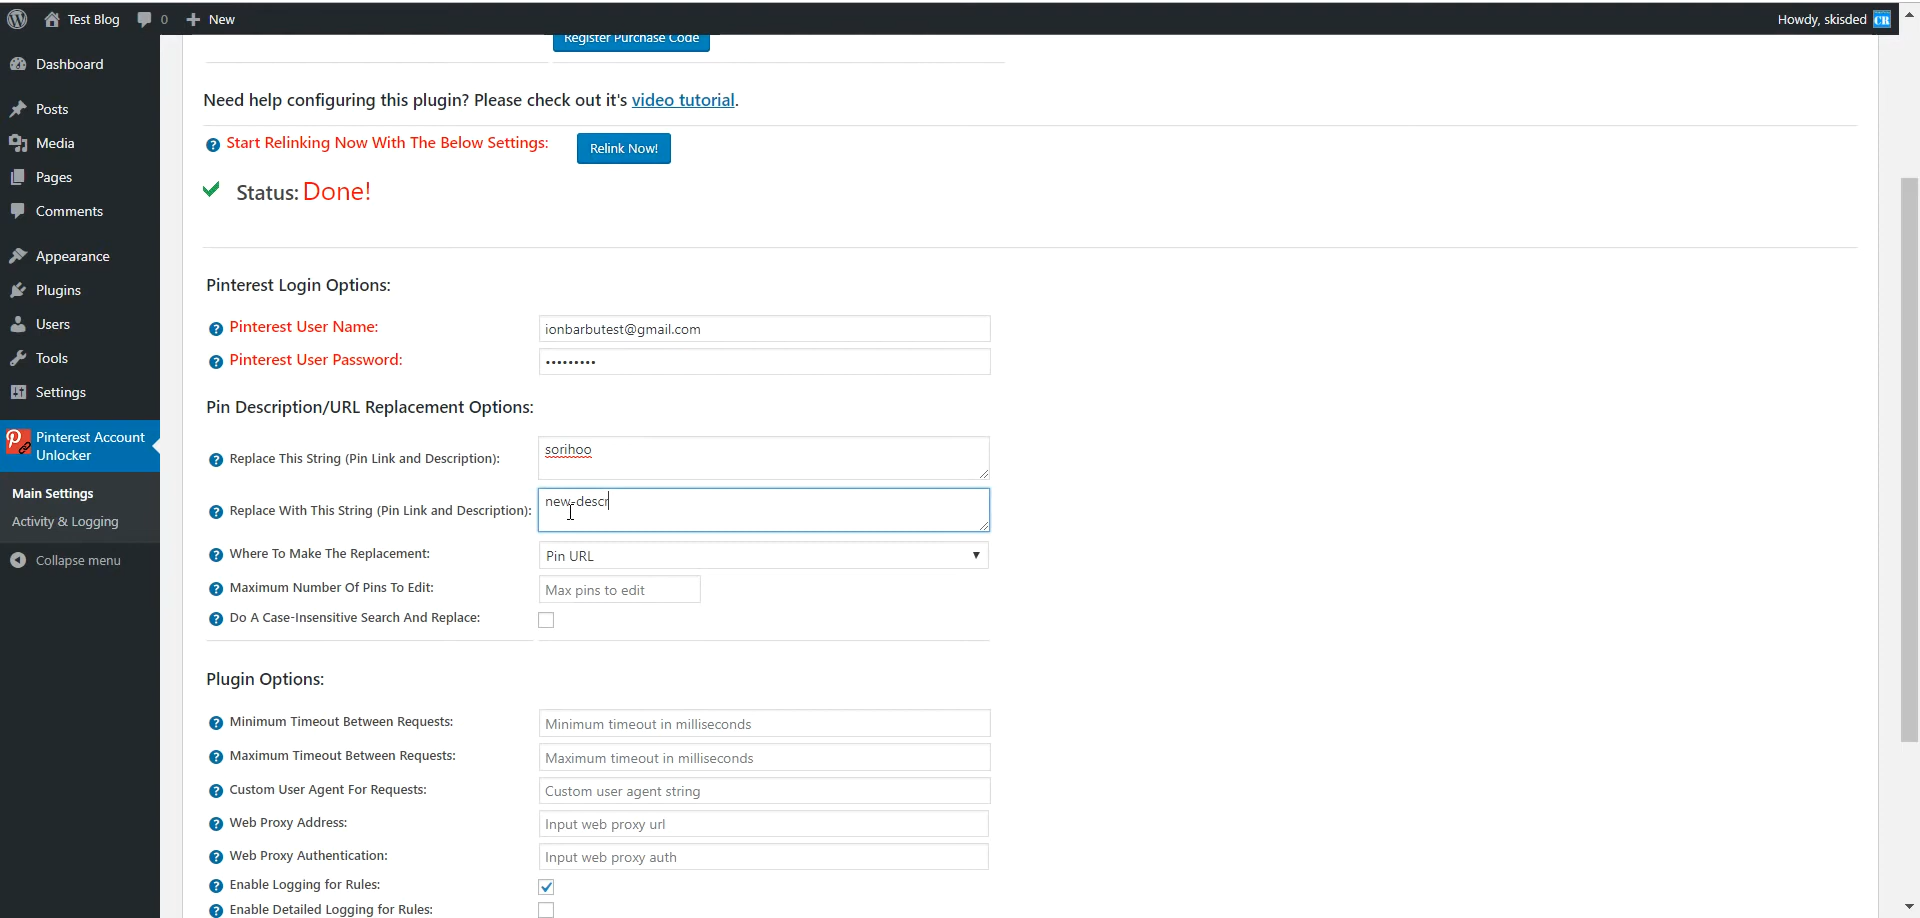 Test Blog 0 New Howdy, skisded CR
Dashboard
Posts
Media
Pages
Comments
Appearance
Plugins
Users
Tools
Settings
Pinterest Account
Unlocker
Main Settings
Activity & Logging
Collapse menu
Register Purchase Code
Need help configuring this plugin? Please check out it's video tutorial.
Start Relinking Now With The Below Settings: Relink Now!
Status: Done!
Pinterest Login Options:
Pinterest User Name: ionbarbutest@gmail.com
Pinterest User Password: •••••••••
Pin Description/URL Replacement Options:
Replace This String (Pin Link and Description): sorihoo
Replace With This String (Pin Link and Description): new-descr
Where To Make The Replacement: Pin URL
Maximum Number Of Pins To Edit: Max pins to edit
Do A Case-Insensitive Search And Replace:
Plugin Options:
Minimum Timeout Between Requests: Minimum timeout in milliseconds
Maximum Timeout Between Requests: Maximum timeout in milliseconds
Custom User Agent For Requests: Custom user agent string
Web Proxy Address: Input web proxy url
Web Proxy Authentication: Input web proxy auth
Enable Logging for Rules:
Enable Detailed Logging for Rules: